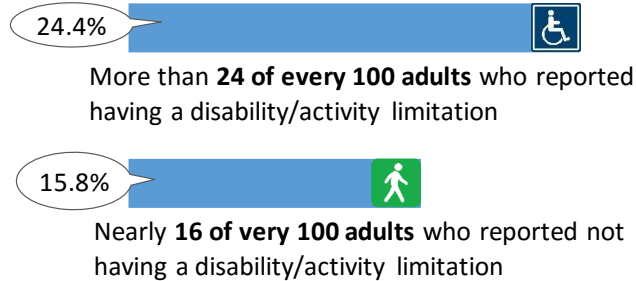 24.4%
More than 24 of every 100 adults who reported
having a disability/activity limitation
15.8%
Nearly 16 of very 100 adults who reported not
having a disability/activity limitation